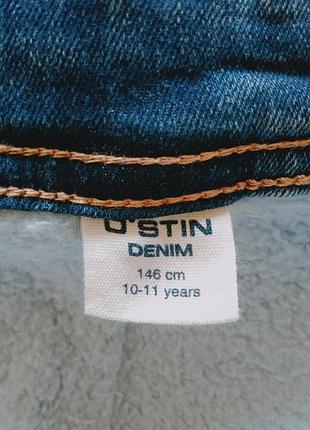 O'STIN
DENIM
146 cm
10-11 years